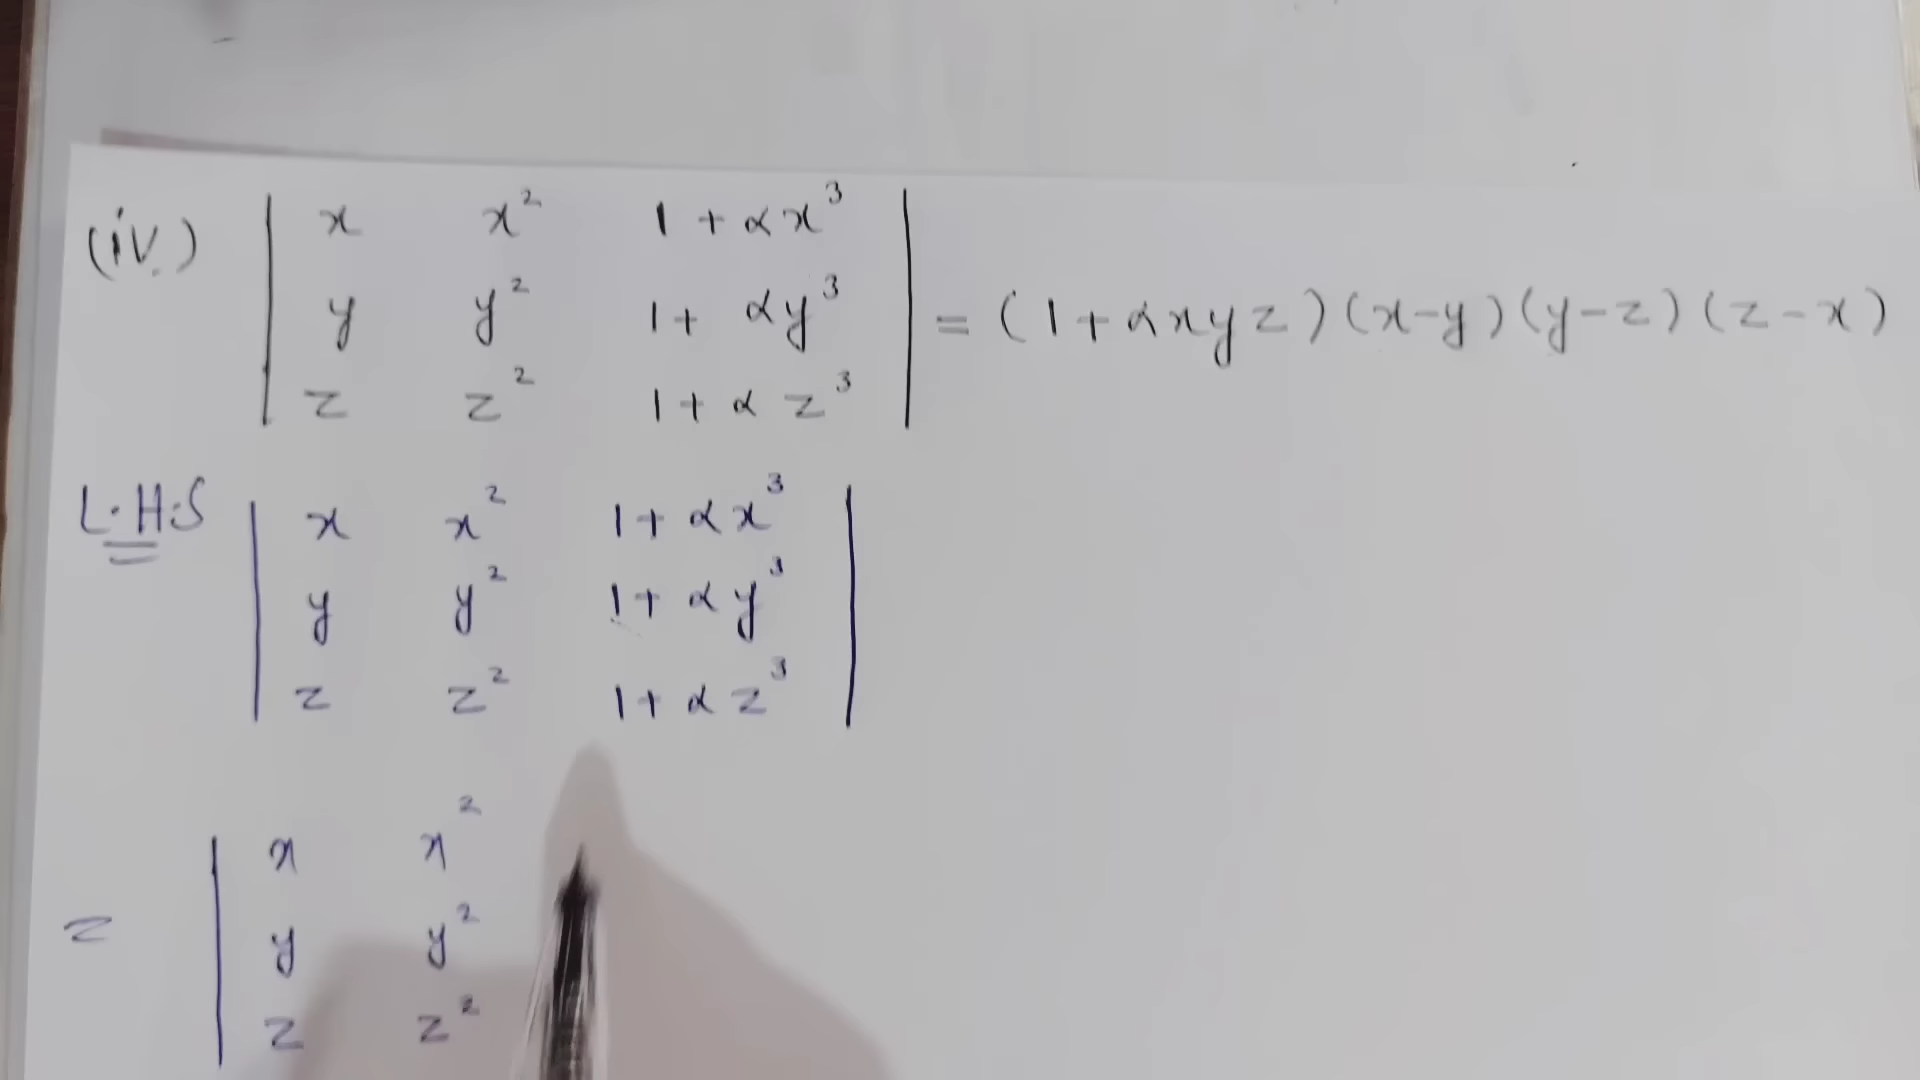 (iv.) | x x² 1 + αx³ |
| y y² 1 + αy³ | = (1 + αxyz)(x-y)(y-z)(z-x)
| z z² 1 + αz³ |
L.H.S | x x² 1 + αx³ |
| y y² 1 + αy³ |
| z z² 1 + αz³ |
| x x²
= | y y²
| z z²